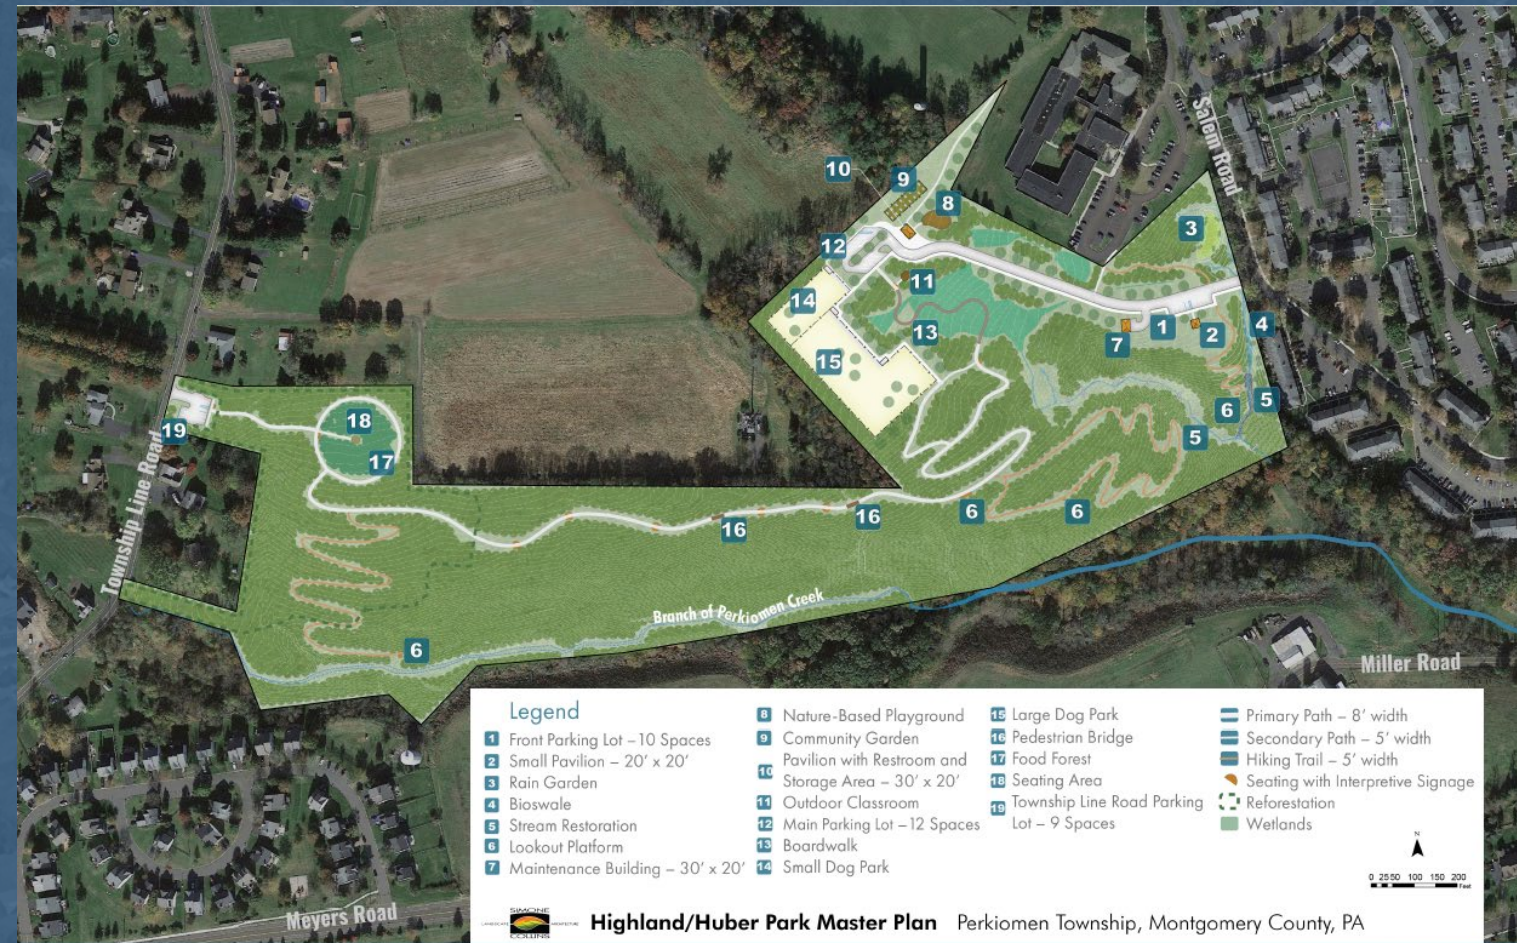 Salem Road
10
9
8
12
3
11
14
13
1
4
2
7
15
5
6
18
19
5
17
6
6
16
16
Township Line Road
Branch of Perkiomen Creek
6
Miller Road
Meyers Road
Legend
1 Front Parking Lot – 10 Spaces
2 Small Pavilion – 20' x 20'
3 Rain Garden
4 Bioswale
5 Stream Restoration
6 Lookout Platform
7 Maintenance Building – 30' x 20'
8 Nature-Based Playground
9 Community Garden
10 Pavilion with Restroom and
Storage Area – 30' x 20'
11 Outdoor Classroom
12 Main Parking Lot – 12 Spaces
13 Boardwalk
14 Small Dog Park
15 Large Dog Park
16 Pedestrian Bridge
17 Food Forest
18 Seating Area
19 Township Line Road Parking
Lot – 9 Spaces
Primary Path – 8' width
Secondary Path – 5' width
Hiking Trail – 5' width
Seating with Interpretive Signage
Reforestation
Wetlands
N
0 25 50 100 150 200
Feet
SIMONE
LANDSCAPE ARCHITECTURE
COLLINS
Highland/Huber Park Master Plan Perkiomen Township, Montgomery County, PA